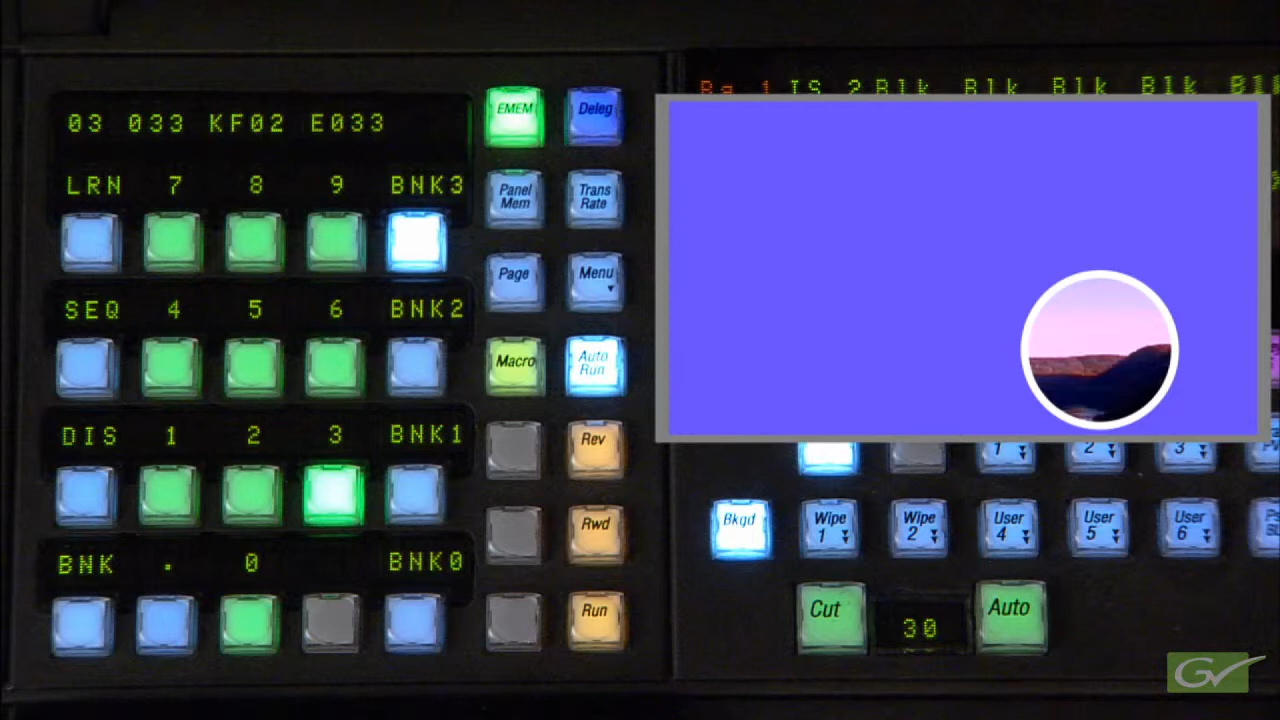 03 033 KF02 E033
LRN 7 8 9 BNK3
SEQ 4 5 6 BNK2
DIS 1 2 3 BNK1
BNK . 0 BNK0
EMEM Deleg
Panel Mem Trans Rate
Page Menu
Macro Auto Run
Rev
Rwd
Run
Blk Blk Blk Blk
1 2 3
Bkgd Wipe 1 Wipe 2 User 4 User 5 User 6
Cut 30 Auto
GV